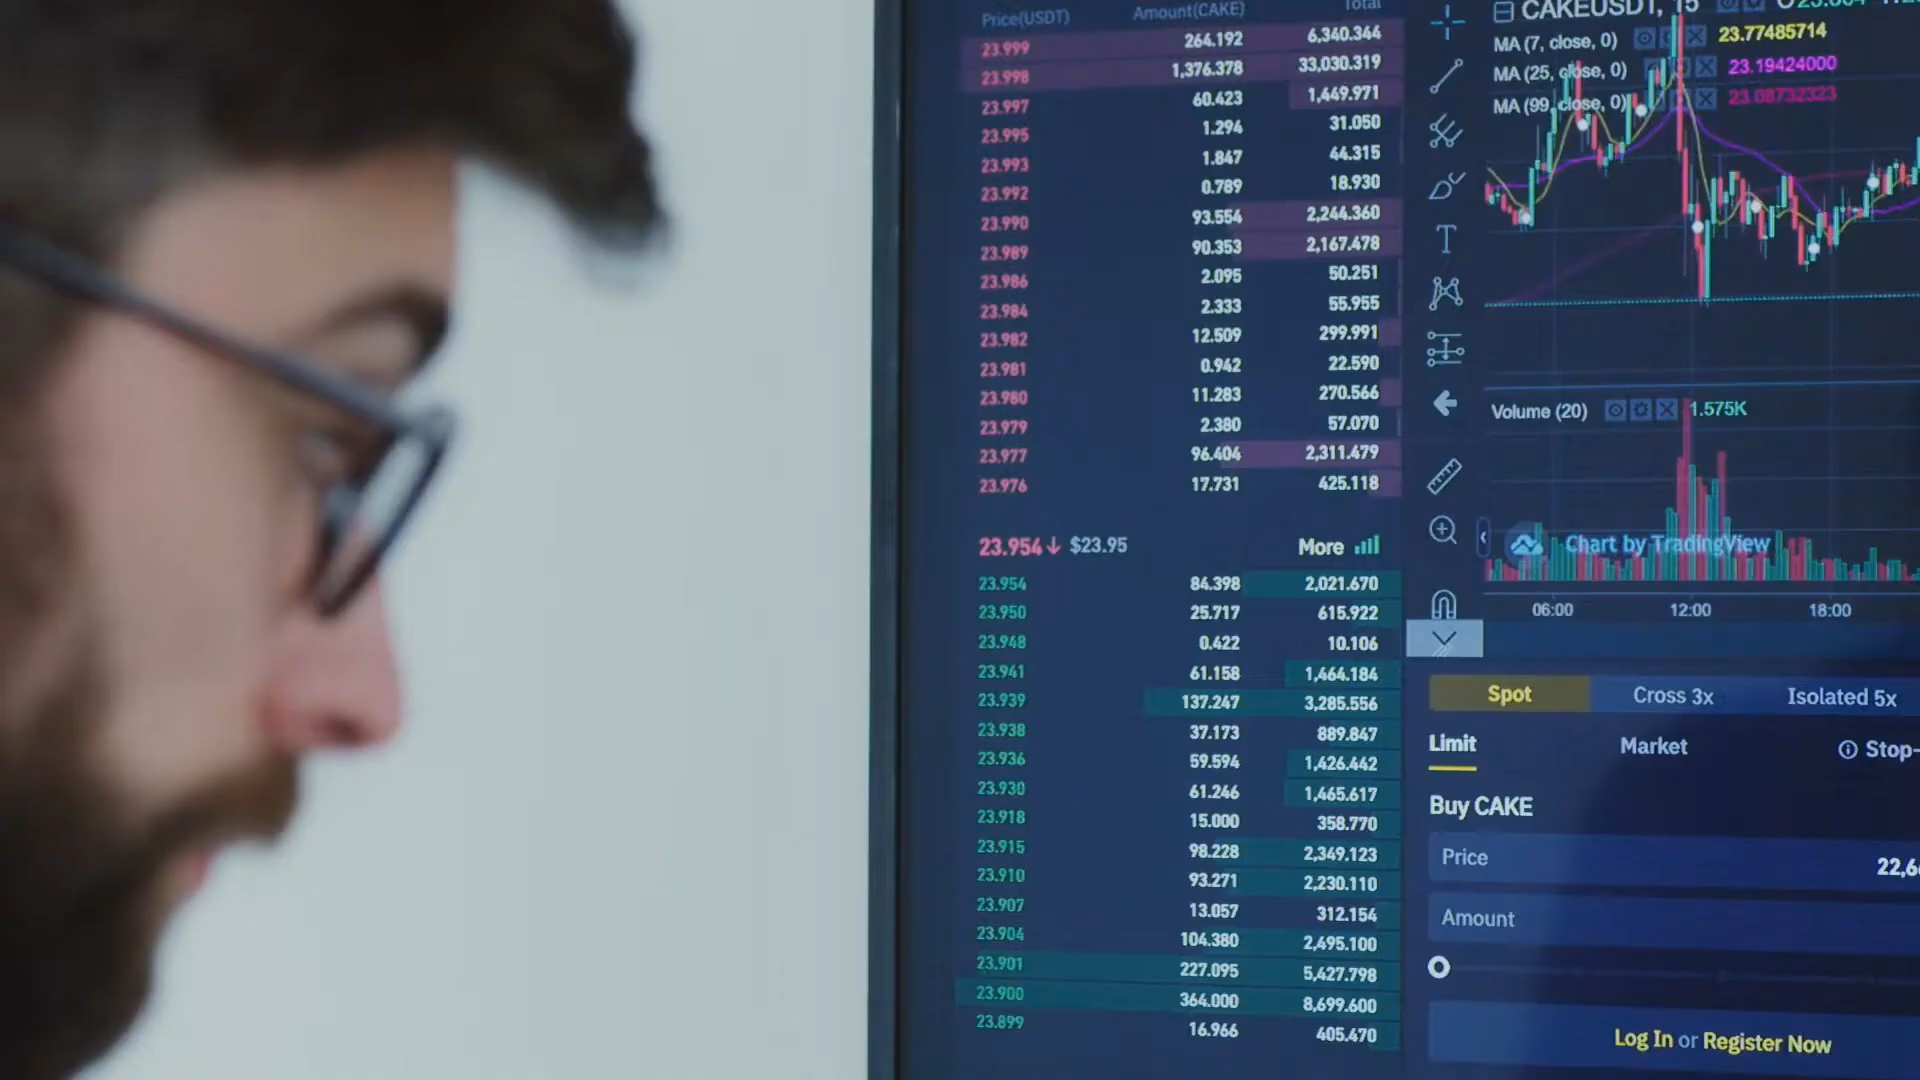 Price(USDT) Amount(CAKE) Total
23.999 264.192 6,340.344
23.998 1,376.378 33,030.319
23.997 60.423 1,449.971
23.995 1.294 31.050
23.993 1.847 44.315
23.992 0.789 18.930
23.990 93.554 2,244.360
23.989 90.353 2,167.478
23.986 2.095 50.251
23.984 2.333 55.955
23.982 12.509 299.991
23.981 0.942 22.590
23.980 11.283 270.566
23.979 2.380 57.070
23.977 96.404 2,311.479
23.976 17.731 425.118
23.954↓ $23.95 More
23.954 84.398 2,021.670
23.950 25.717 615.922
23.948 0.422 10.106
23.941 61.158 1,464.184
23.939 137.247 3,285.556
23.938 37.173 889.847
23.936 59.594 1,426.442
23.930 61.246 1,465.617
23.918 15.000 358.770
23.915 98.228 2,349.123
23.910 93.271 2,230.110
23.907 13.057 312.154
23.904 104.380 2,495.100
23.901 227.095 5,427.798
23.900 364.000 8,699.600
23.899 16.966 405.470
CAKEUSDT, 15
MA (7, close, 0) 23.77485714
MA (25, close, 0) 23.19424000
MA (99, close, 0) 23.08732323
Volume (20) 1.575K
Chart by TradingView
06:00 12:00 18:00
Spot Cross 3x Isolated 5x
Limit Market Stop-
Buy CAKE
Price 22,6
Amount
Log In or Register Now